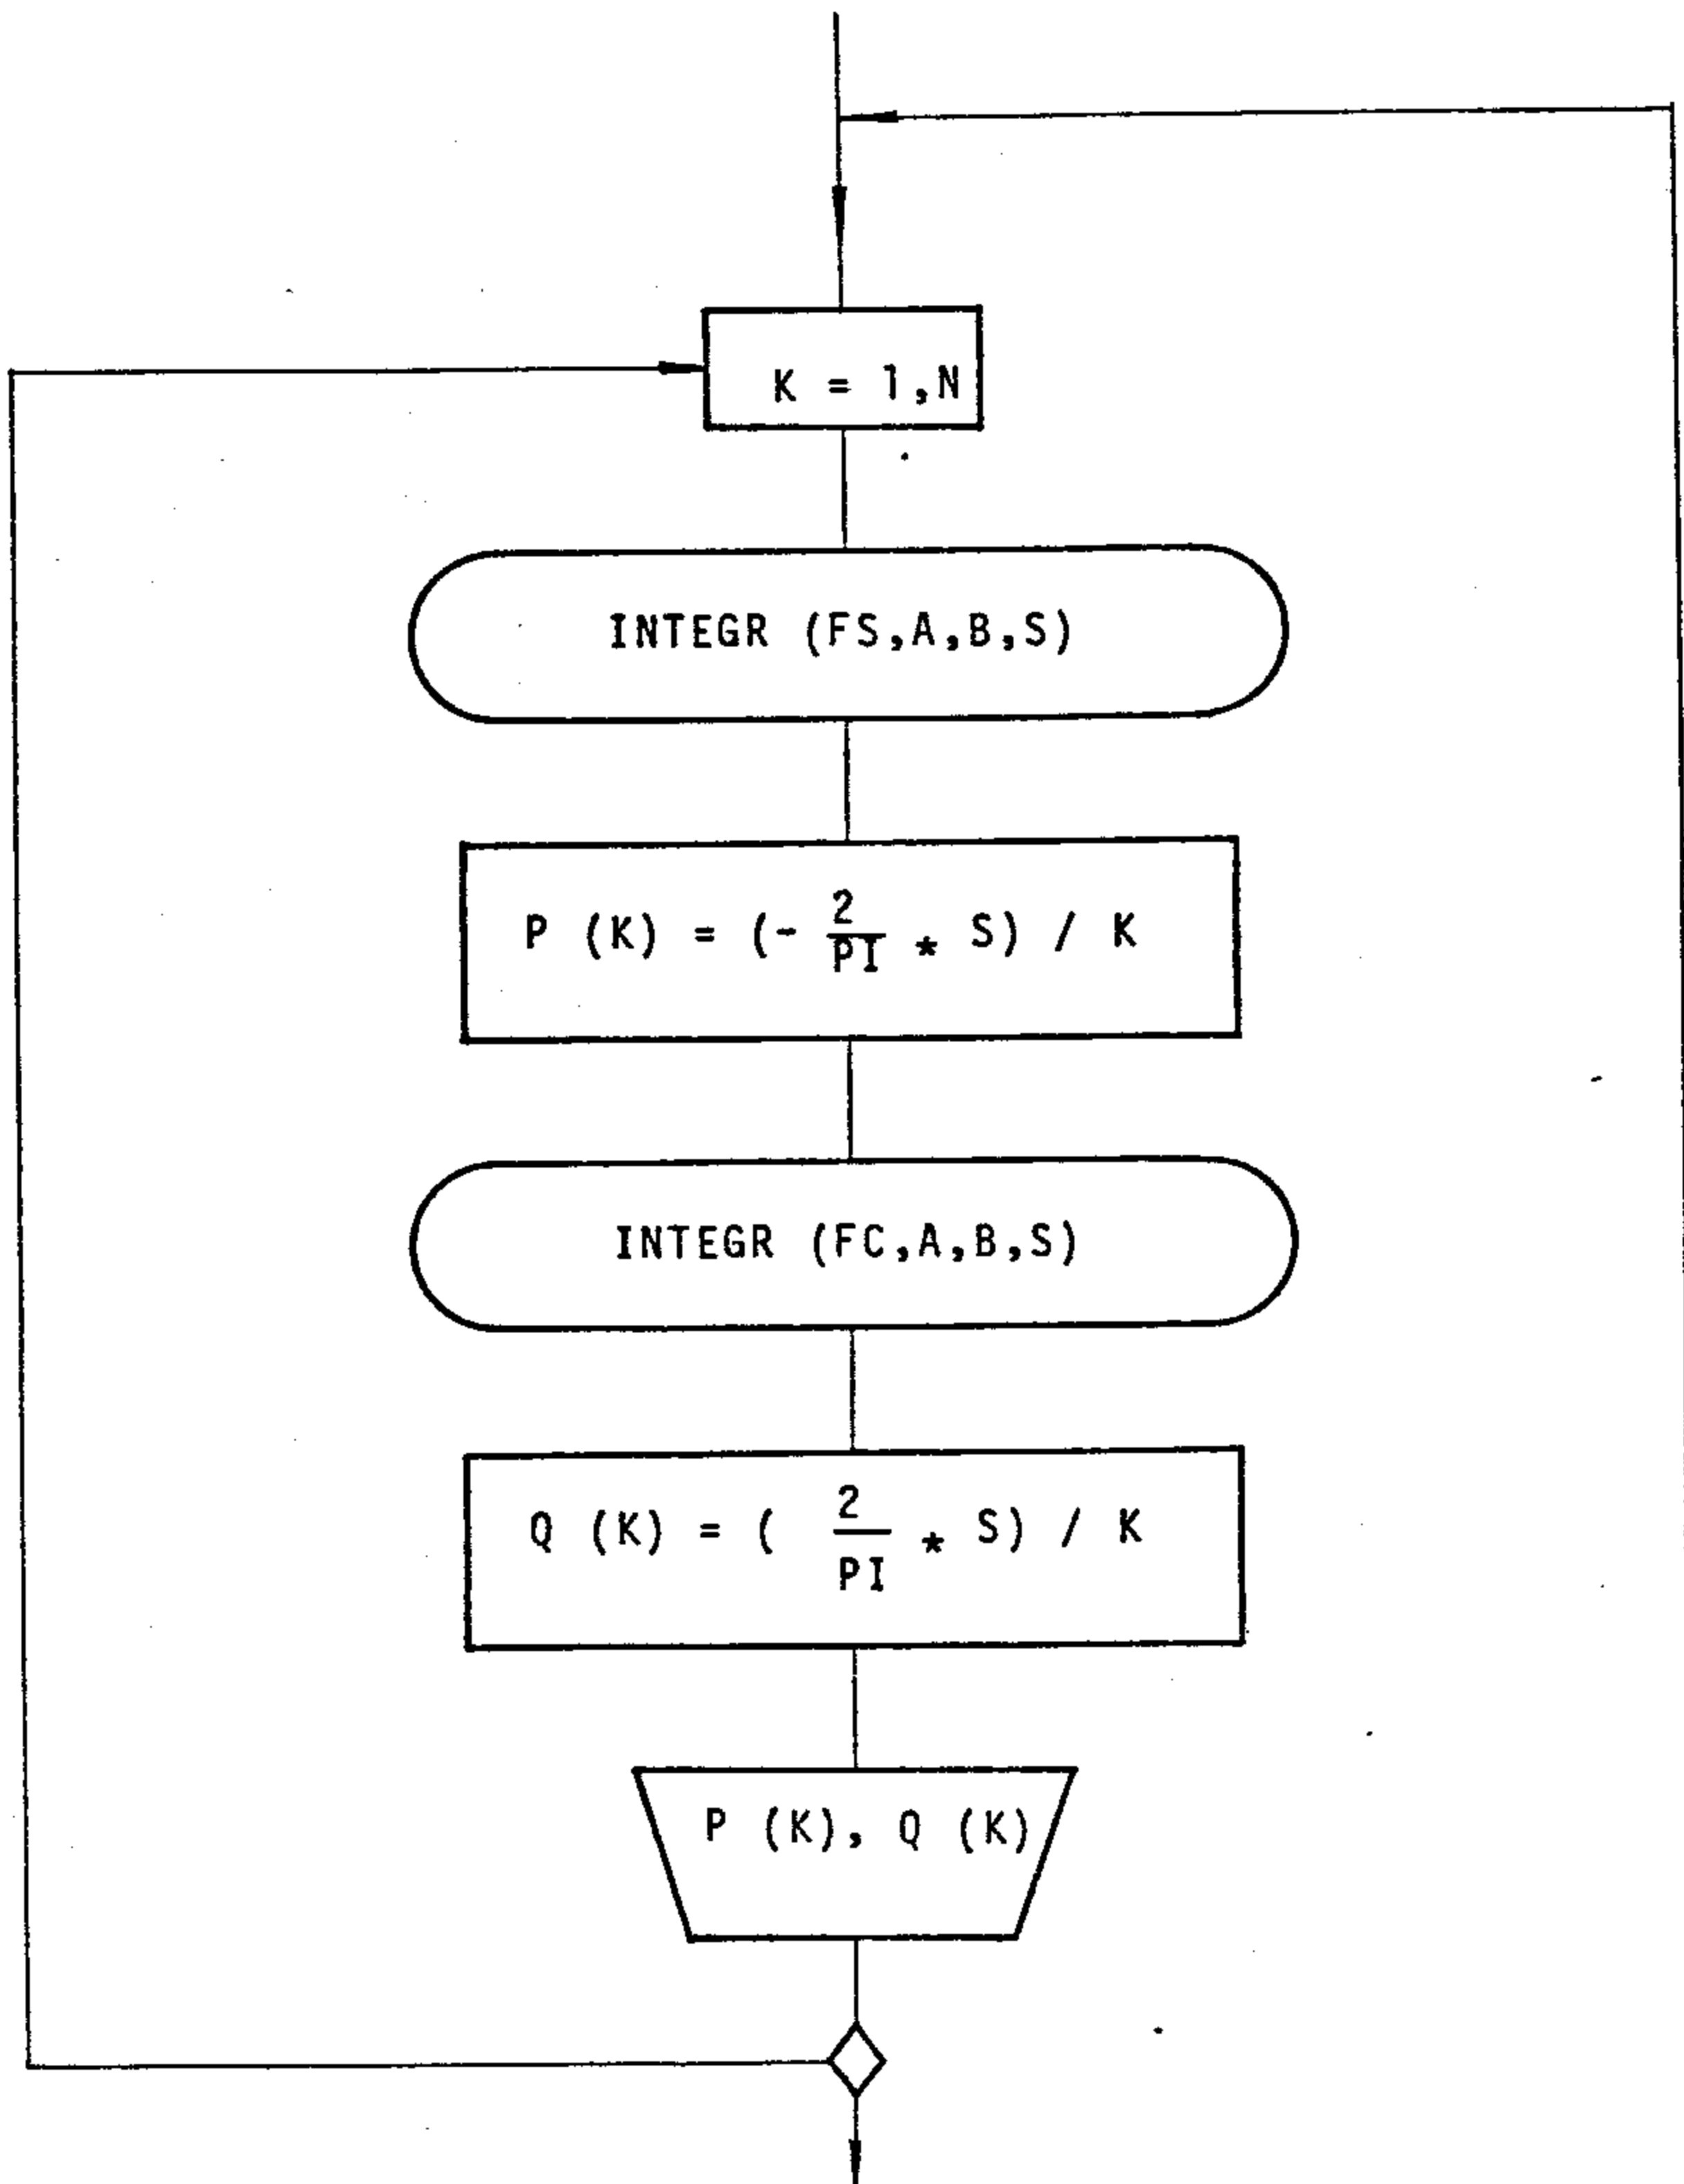 K = 1,N
INTEGR (FS,A,B,S)
P (K) = (- 2/PI * S) / K
INTEGR (FC,A,B,S)
Q (K) = ( 2/PI * S) / K
P (K), Q (K)